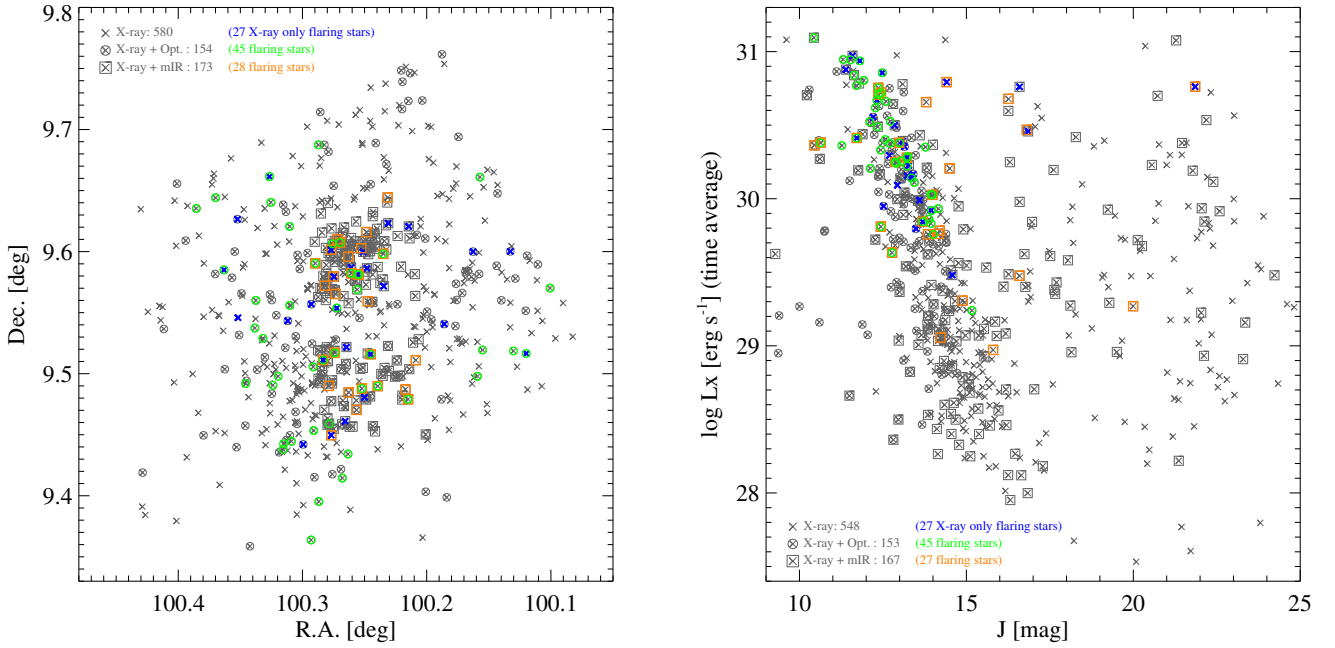 9.8
9.7
9.6
9.5
9.4
Dec. [deg]
X-ray: 580 (27 X-ray only flaring stars)
X-ray + Opt. : 154 (45 flaring stars)
X-ray + mIR : 173 (28 flaring stars)
100.4 100.3 100.2 100.1
R.A. [deg]
31
30
29
28
log Lx [erg s⁻¹] (time average)
X-ray: 548 (27 X-ray only flaring stars)
X-ray + Opt. : 153 (45 flaring stars)
X-ray + mIR : 167 (27 flaring stars)
10 15 20 25
J [mag]